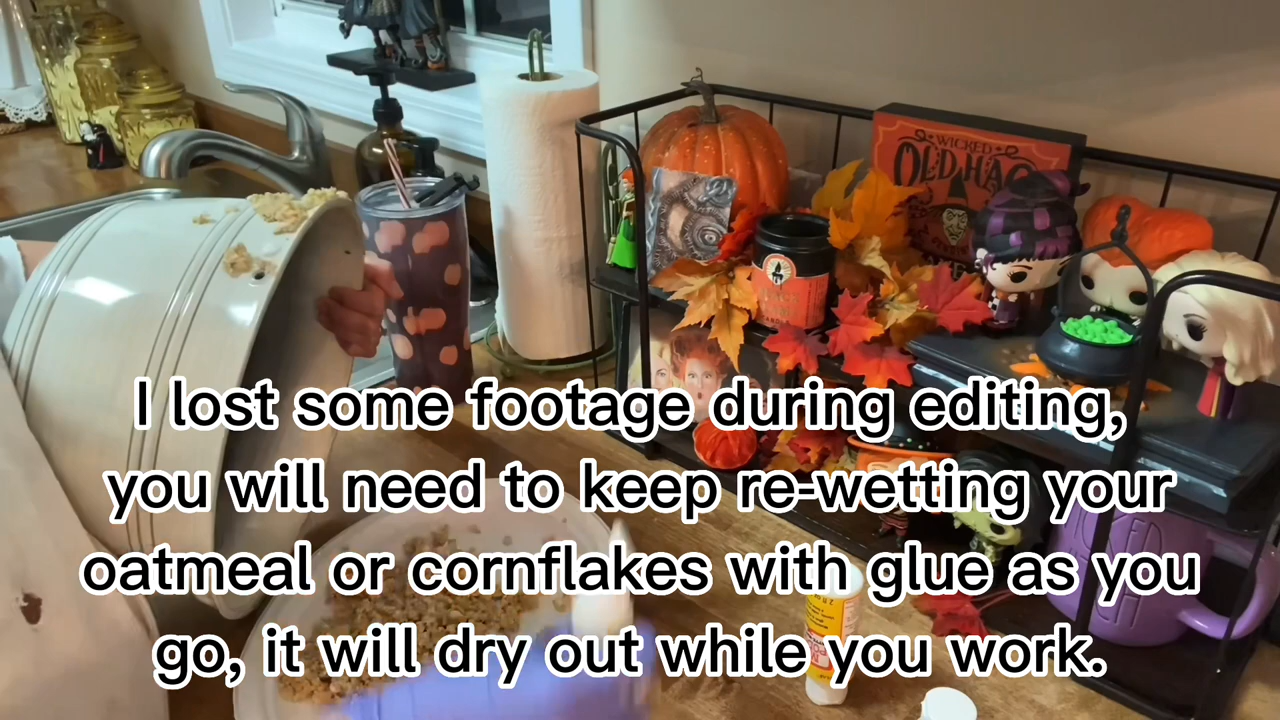 WICKED
OLD HAG
I lost some footage during editing,
you will need to keep re-wetting your
oatmeal or cornflakes with glue as you
go, it will dry out while you work.